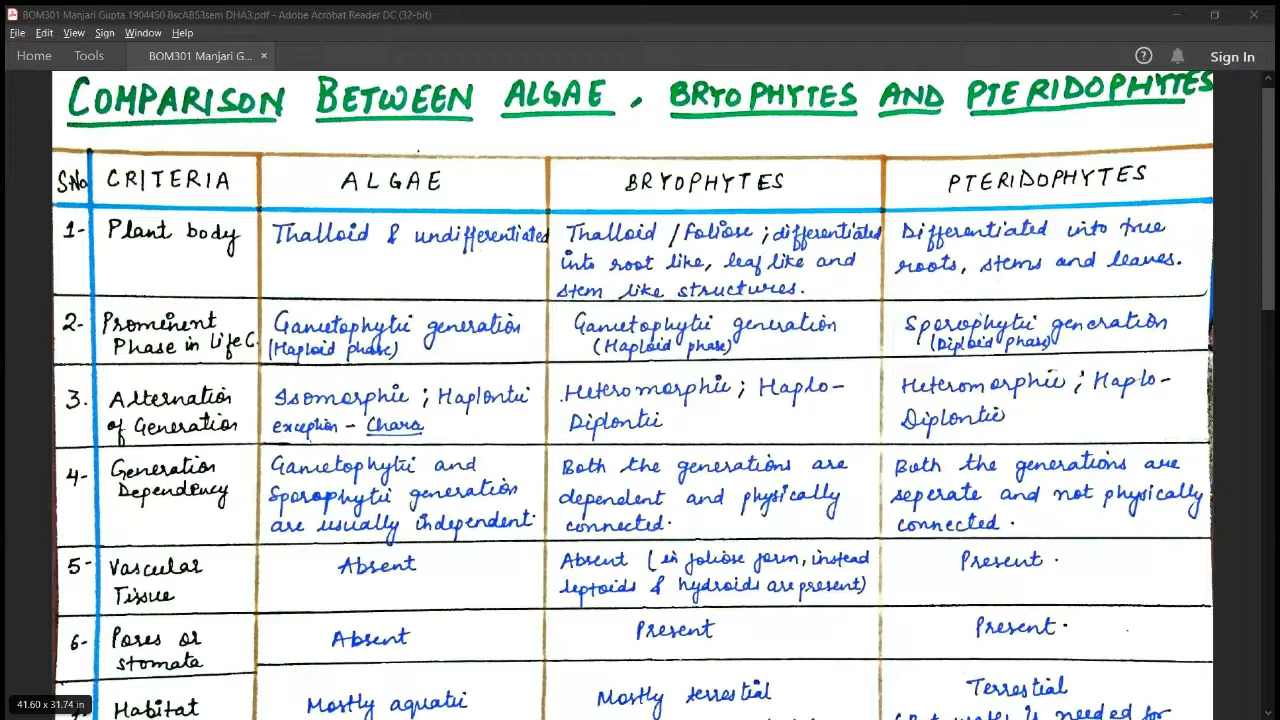 BOM301 Manjari Gupta 1904450 BscABS3sem DHA3.pdf - Adobe Acrobat Reader DC (32-bit)
File Edit View Sign Window Help
Home Tools BOM301 Manjari G... × Sign In
COMPARISON BETWEEN ALGAE, BRYOPHYTES AND PTERIDOPHYTES
S.No CRITERIA ALGAE BRYOPHYTES PTERIDOPHYTES
1- Plant body
Thalloid & undifferentiated
Thalloid / Foliose ; differentiated
into root like, leaf like and
stem like structures.
Differentiated into true
roots, stems and leaves.
2- Prominent
Phase in Life C.
Gametophytic generation
(Haploid phase)
Gametophytic generation
(Haploid phase)
Sporophytic generation
(Diploid phase)
3. Alternation
of Generation
Isomorphic ; Haplontic
exception - Chara
Heteromorphic ; Haplo-
Diplontic
Heteromorphic ; Haplo-
Diplontic
4- Generation
Dependency
Gametophytic and
Sporophytic generation
are usually independent.
Both the generations are
dependent and physically
connected.
Both the generations are
seperate and not physically
connected.
5- Vascular
Tissue
Absent
Absent (in foliose form, instead
leptoids & hydroids are present)
Present.
6- Pores or
stomata
Absent
Present
Present.
Habitat
Mostly aquatic
Mostly terrestial
Terrestial
is needed for
41.60 x 31.74 in